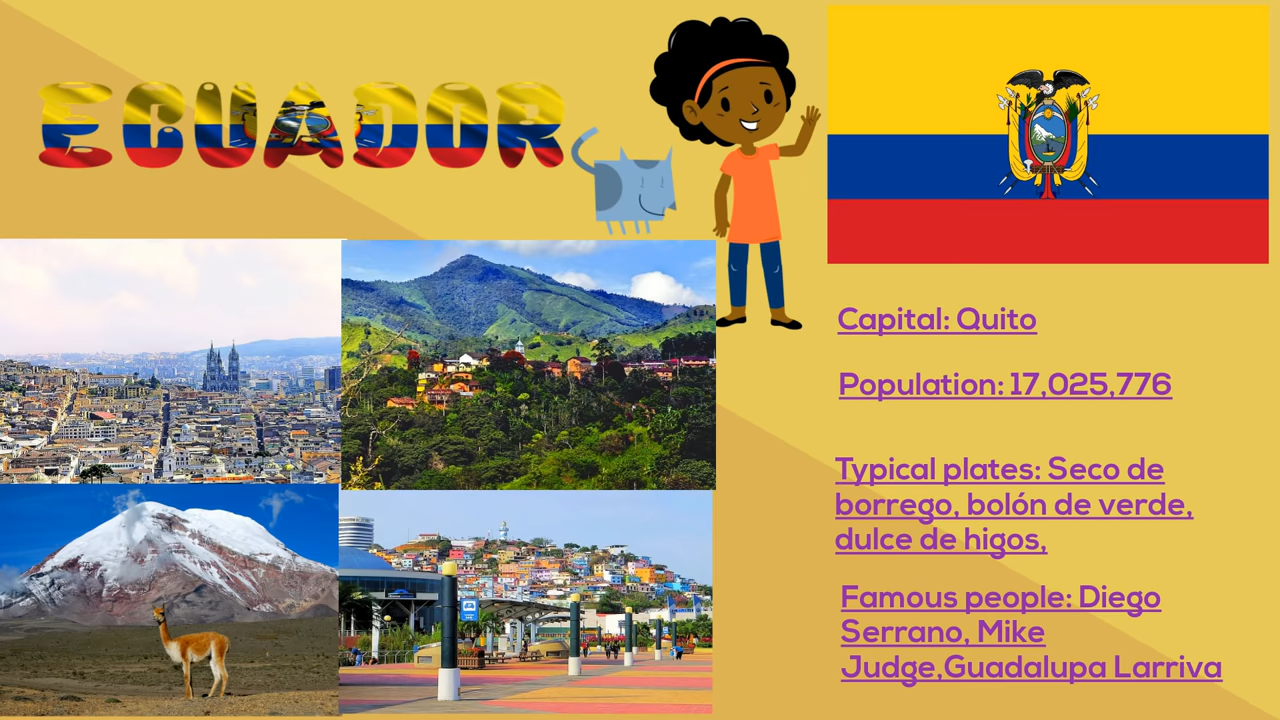 ECUADOR
Capital: Quito
Population: 17,025,776
Typical plates: Seco de
borrego, bolón de verde,
dulce de higos,
Famous people: Diego
Serrano, Mike
Judge,Guadalupa Larriva